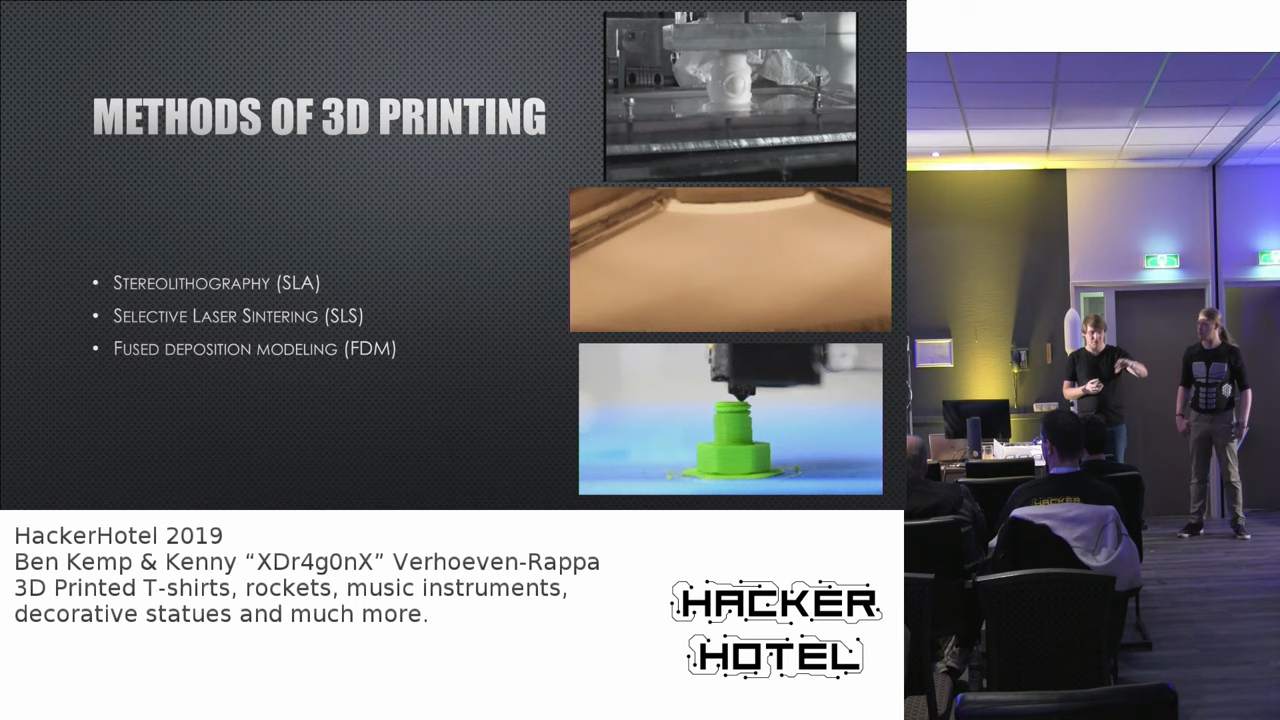 METHODS OF 3D PRINTING
• STEREOLITHOGRAPHY (SLA)
• SELECTIVE LASER SINTERING (SLS)
• FUSED DEPOSITION MODELING (FDM)
HackerHotel 2019
Ben Kemp & Kenny “XDr4g0nX” Verhoeven-Rappa
3D Printed T-shirts, rockets, music instruments,
decorative statues and much more.
HACKER
HOTEL
HACKER